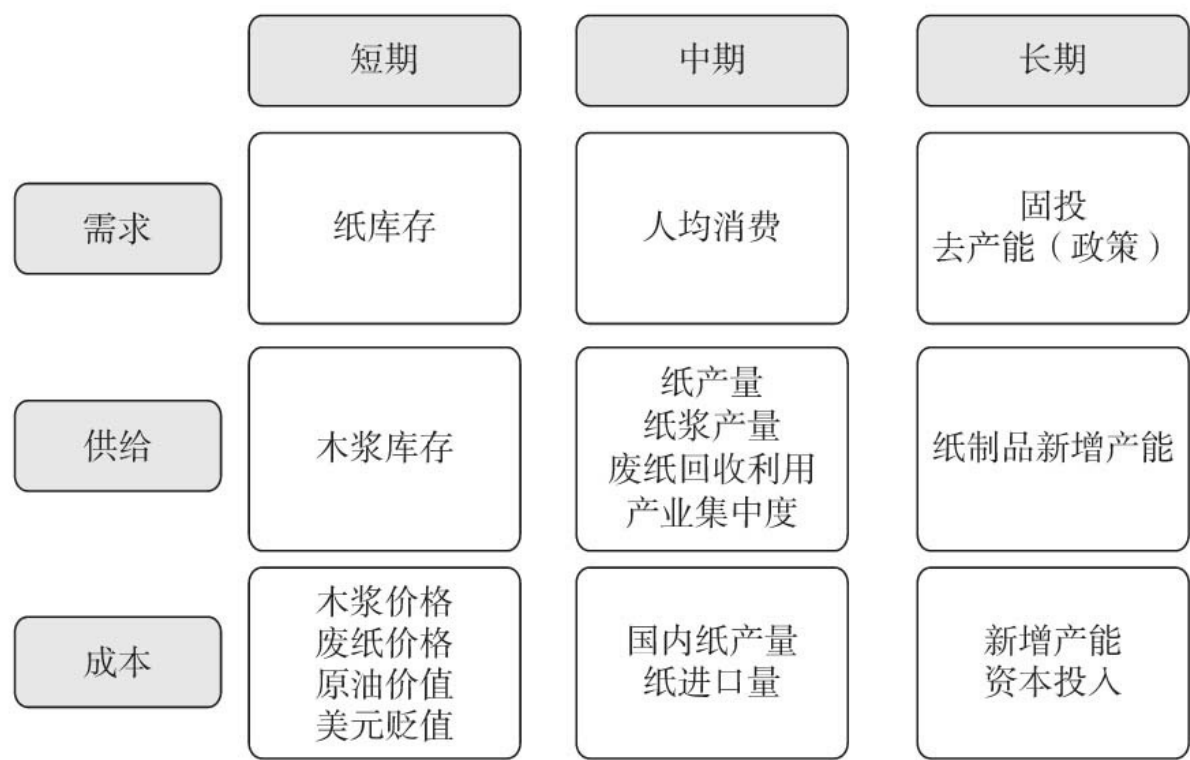 短期
中期
长期
需求
纸库存
人均消费
固投
去产能（政策）
供给
木浆库存
纸产量
纸浆产量
废纸回收利用
产业集中度
纸制品新增产能
成本
木浆价格
废纸价格
原油价值
美元贬值
国内纸产量
纸进口量
新增产能
资本投入